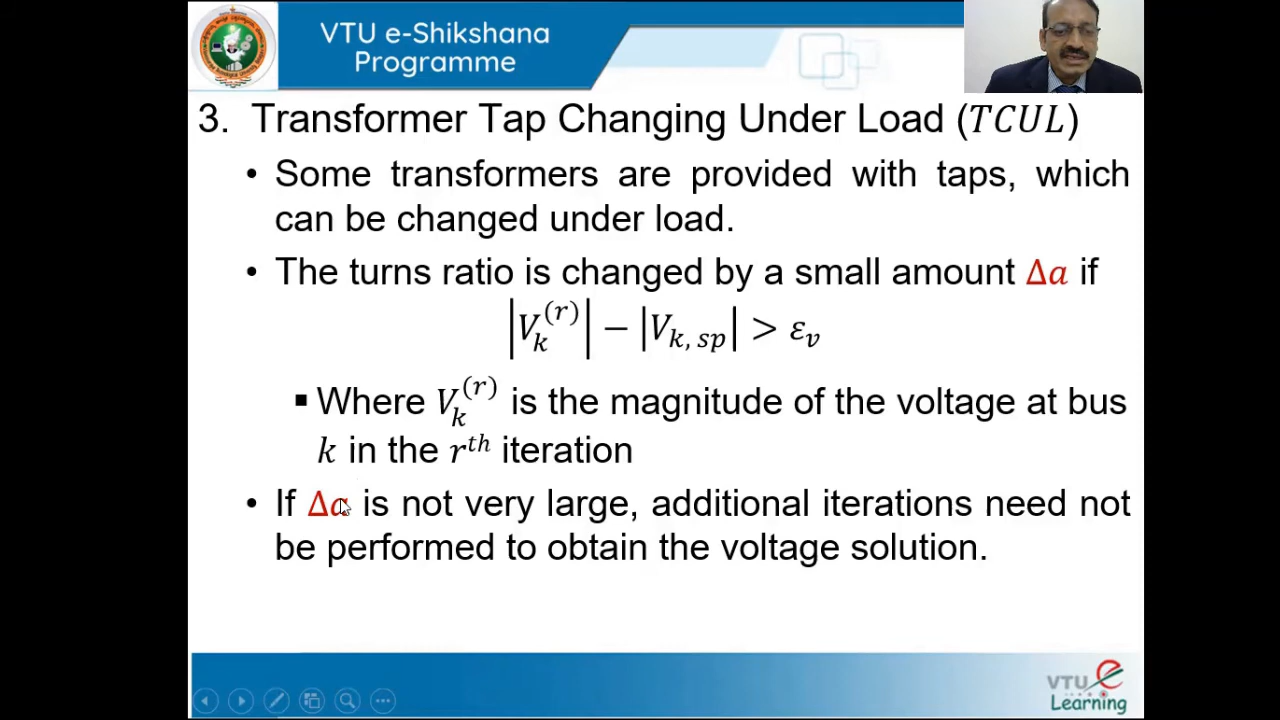 VTU e-Shikshana
Programme
3. Transformer Tap Changing Under Load (TCUL)
• Some transformers are provided with taps, which
can be changed under load.
• The turns ratio is changed by a small amount Δa if
|V_k^(r)| − |V_{k, sp}| > ε_v
▪ Where V_k^(r) is the magnitude of the voltage at bus
k in the r^th iteration
• If Δa is not very large, additional iterations need not
be performed to obtain the voltage solution.
VTU e
Learning